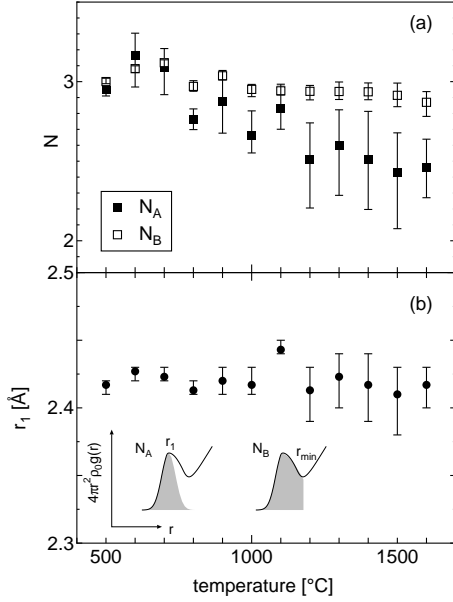 (a)
3
N
2
N_A
N_B
2.5
(b)
r_1 [Å]
2.4
2.3
4πr²ρ_0g(r)
r
N_A
r_1
N_B
r_min
500
1000
1500
temperature [°C]